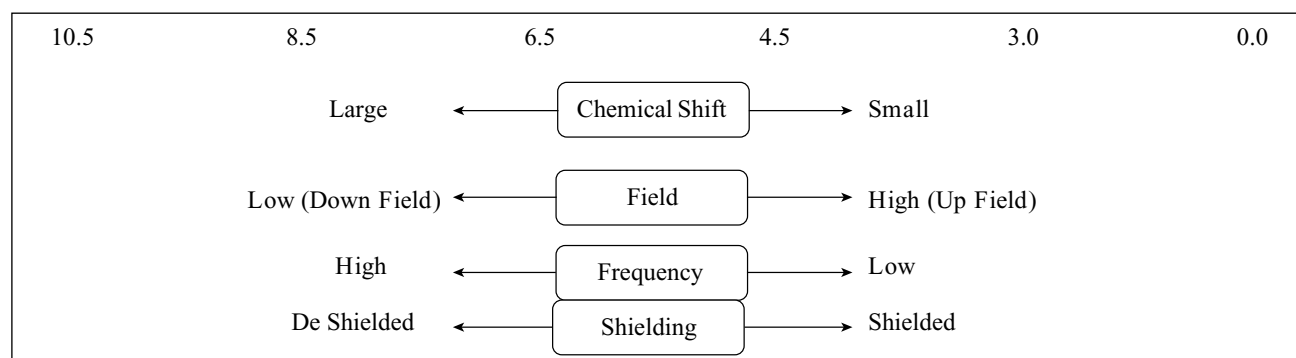 10.5 8.5 6.5 4.5 3.0 0.0
Large Chemical Shift Small
Low (Down Field) Field High (Up Field)
High Frequency Low
De Shielded Shielding Shielded